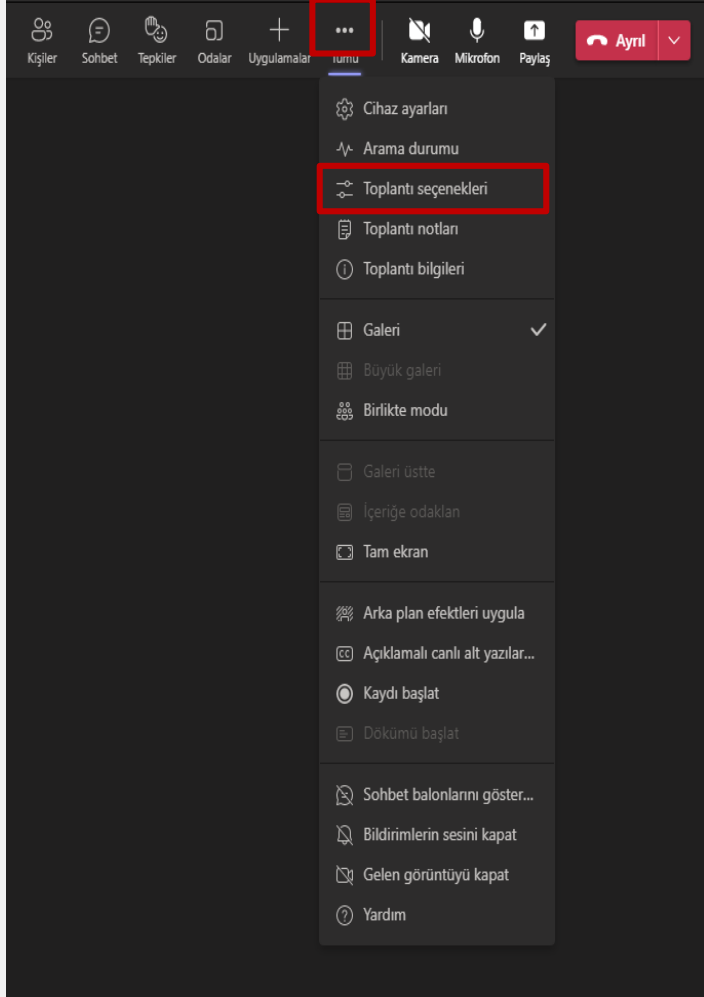 Kişiler Sohbet Tepkiler Odalar Uygulamalar Tümü Kamera Mikrofon Paylaş Ayrıl
Cihaz ayarları
Arama durumu
Toplantı seçenekleri
Toplantı notları
Toplantı bilgileri
Galeri
Büyük galeri
Birlikte modu
Galeri üstte
İçeriğe odaklan
Tam ekran
Arka plan efektleri uygula
Açıklamalı canlı alt yazılar...
Kaydı başlat
Dökümü başlat
Sohbet balonlarını göster...
Bildirimlerin sesini kapat
Gelen görüntüyü kapat
Yardım